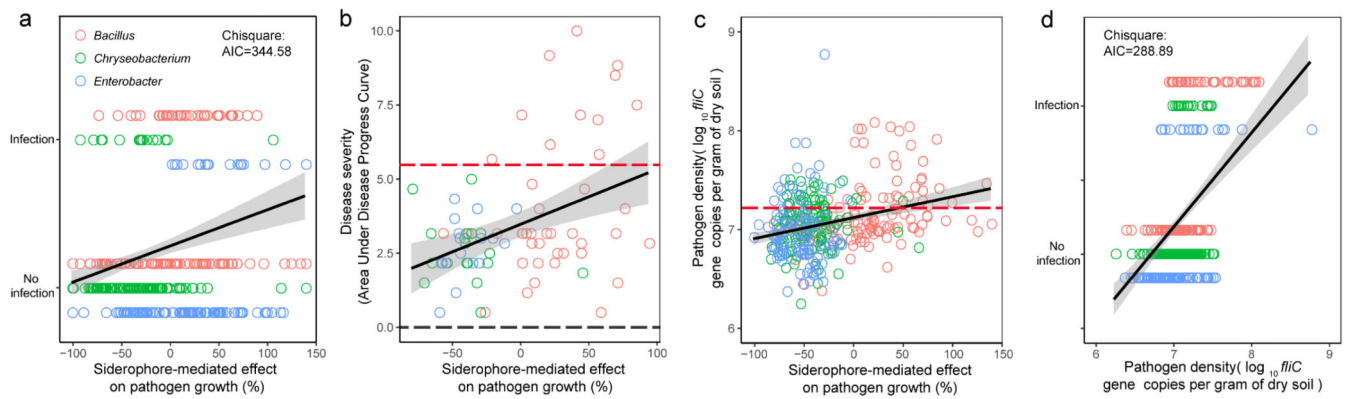 a
Bacillus
Chryseobacterium
Enterobacter
Chisquare:
AIC=344.58
Infection
No
infection
−100
−50
0
50
100
150
Siderophore-mediated effect
on pathogen growth (%)
b
Disease severity
(Area Under Disease Progress Curve)
10.0
7.5
5.0
2.5
0.0
−50
0
50
100
Siderophore-mediated effect
on pathogen growth (%)
c
Pathogen density( log 10 fliC
gene copies per gram of dry soil )
9
8
7
6
−100
−50
0
50
100
150
Siderophore-mediated effect
on pathogen growth (%)
d
Chisquare:
AIC=288.89
Infection
No
infection
6
7
8
9
Pathogen density( log 10 fliC
gene copies per gram of dry soil )